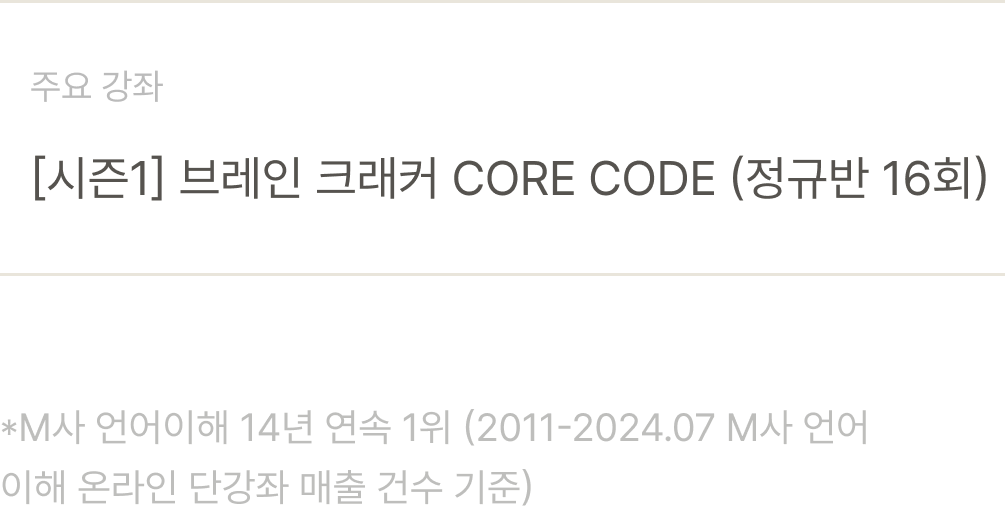 주요 강좌
[시즌1] 브레인 크래커 CORE CODE (정규반 16회)
*M사 언어이해 14년 연속 1위 (2011-2024.07 M사 언어
이해 온라인 단강좌 매출 건수 기준)